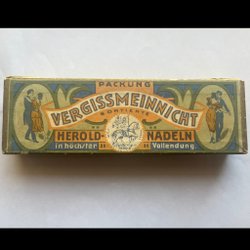 PACKUNG
VERGISSMEINNICHT
SORTIERTE
HEROLD- NADELN
in höchster Vollendung